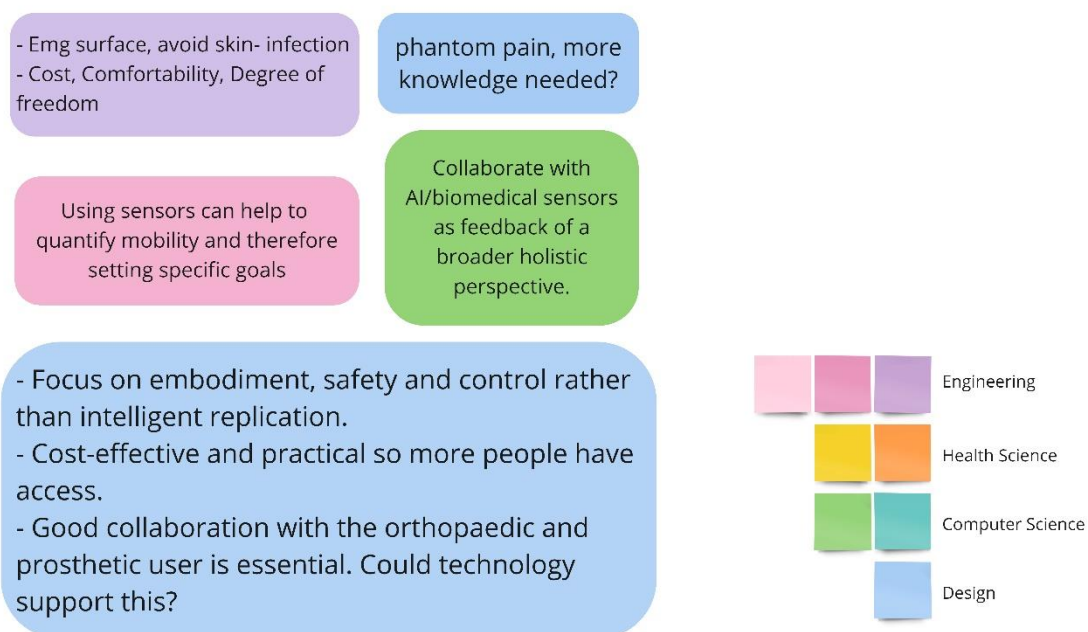 - Emg surface, avoid skin- infection
- Cost, Comfortability, Degree of
freedom
phantom pain, more
knowledge needed?
Using sensors can help to
quantify mobility and therefore
setting specific goals
Collaborate with
AI/biomedical sensors
as feedback of a
broader holistic
perspective.
- Focus on embodiment, safety and control rather
than intelligent replication.
- Cost-effective and practical so more people have
access.
- Good collaboration with the orthopaedic and
prosthetic user is essential. Could technology
support this?
Engineering
Health Science
Computer Science
Design